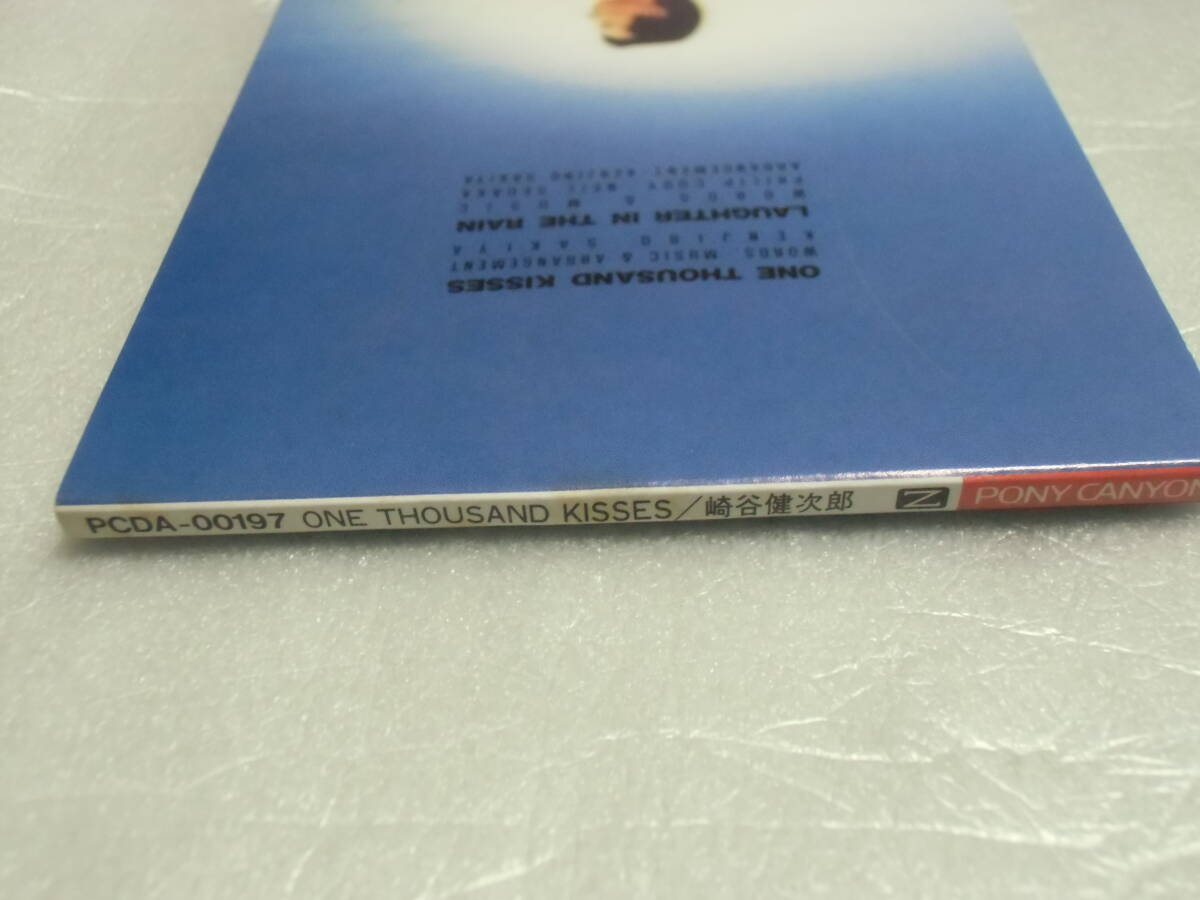 ONE THOUSAND KISSES
WORDS, MUSIC & ARRANGEMENT
KENJIRO SAKIYA
LAUGHTER IN THE RAIN
WORDS & MUSIC
PHILIP CODY, NEIL SEDAKA
ARRANGEMENT KENJIRO SAKIYA
PCDA-00197 ONE THOUSAND KISSES/崎谷健次郎 Z PONY CANYON